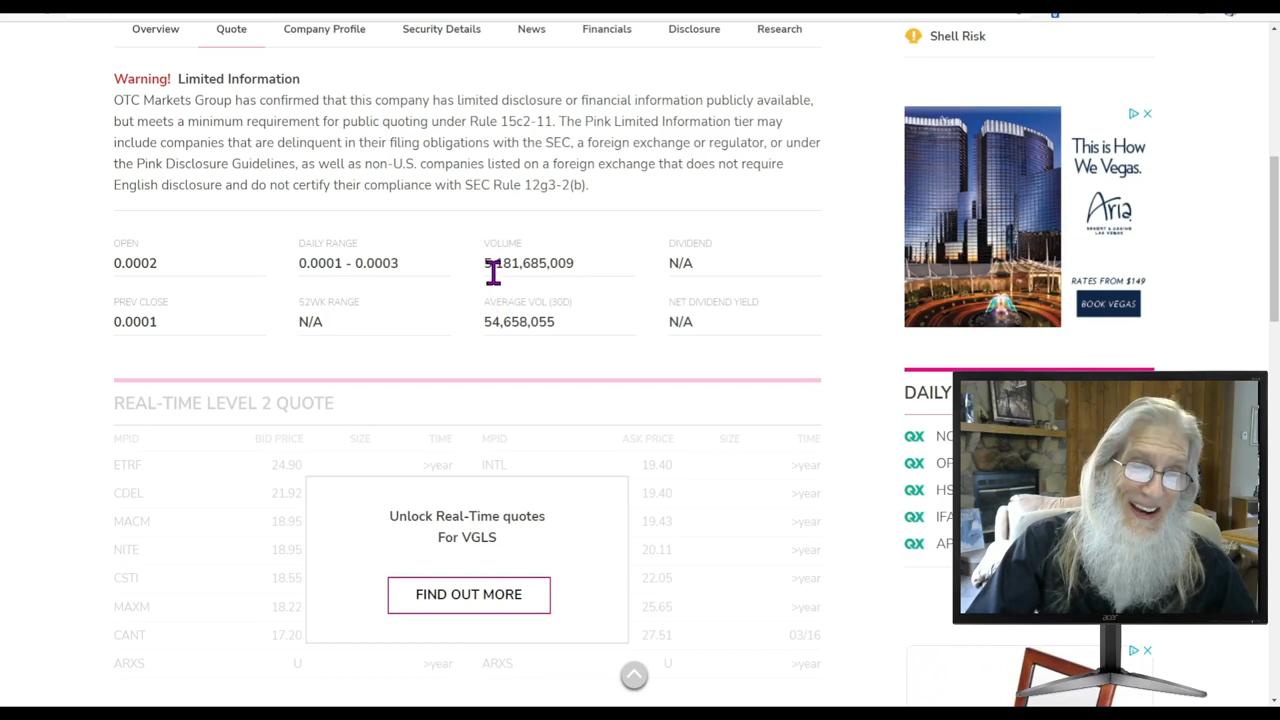 Overview Quote Company Profile Security Details News Financials Disclosure Research
Shell Risk
Warning! Limited Information
OTC Markets Group has confirmed that this company has limited disclosure or financial information publicly available,
but meets a minimum requirement for public quoting under Rule 15c2-11. The Pink Limited Information tier may
include companies that are delinquent in their filing obligations with the SEC, a foreign exchange or regulator, or under
the Pink Disclosure Guidelines, as well as non-U.S. companies listed on a foreign exchange that does not require
English disclosure and do not certify their compliance with SEC Rule 12g3-2(b).
OPEN DAILY RANGE VOLUME DIVIDEND
0.0002 0.0001 - 0.0003 5,181,685,009 N/A
PREV CLOSE 52WK RANGE AVERAGE VOL (30D) NET DIVIDEND YIELD
0.0001 N/A 54,658,055 N/A
REAL-TIME LEVEL 2 QUOTE
MPID BID PRICE SIZE TIME MPID ASK PRICE SIZE TIME
ETRF 24.90 >year INTL 19.40 >year
CDEL 21.92 19.40 >year
MACM 18.95 19.43 >year
NITE 18.95 20.11 >year
CSTI 18.55 22.05 >year
MAXM 18.22 25.65 >year
CANT 17.20 27.51 03/16
ARXS U >year ARXS U >year
Unlock Real-Time quotes
For VGLS
FIND OUT MORE
This is How
We Vegas.
Aria
RESORT & CASINO
LAS VEGAS
RATES FROM $149
BOOK VEGAS
DAILY
QX
QX
QX
QX
QX
acer